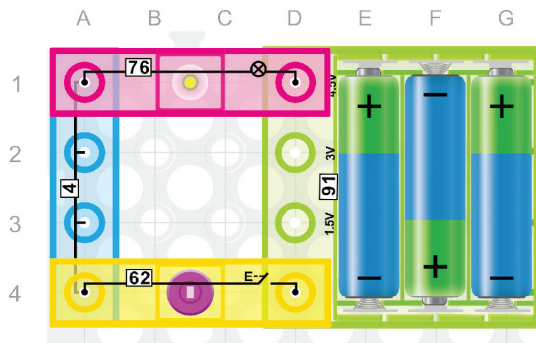 A B C D E F G
1 76 4.5V + − +
2 3V
4 91
3 1.5V
− + −
4 62 E